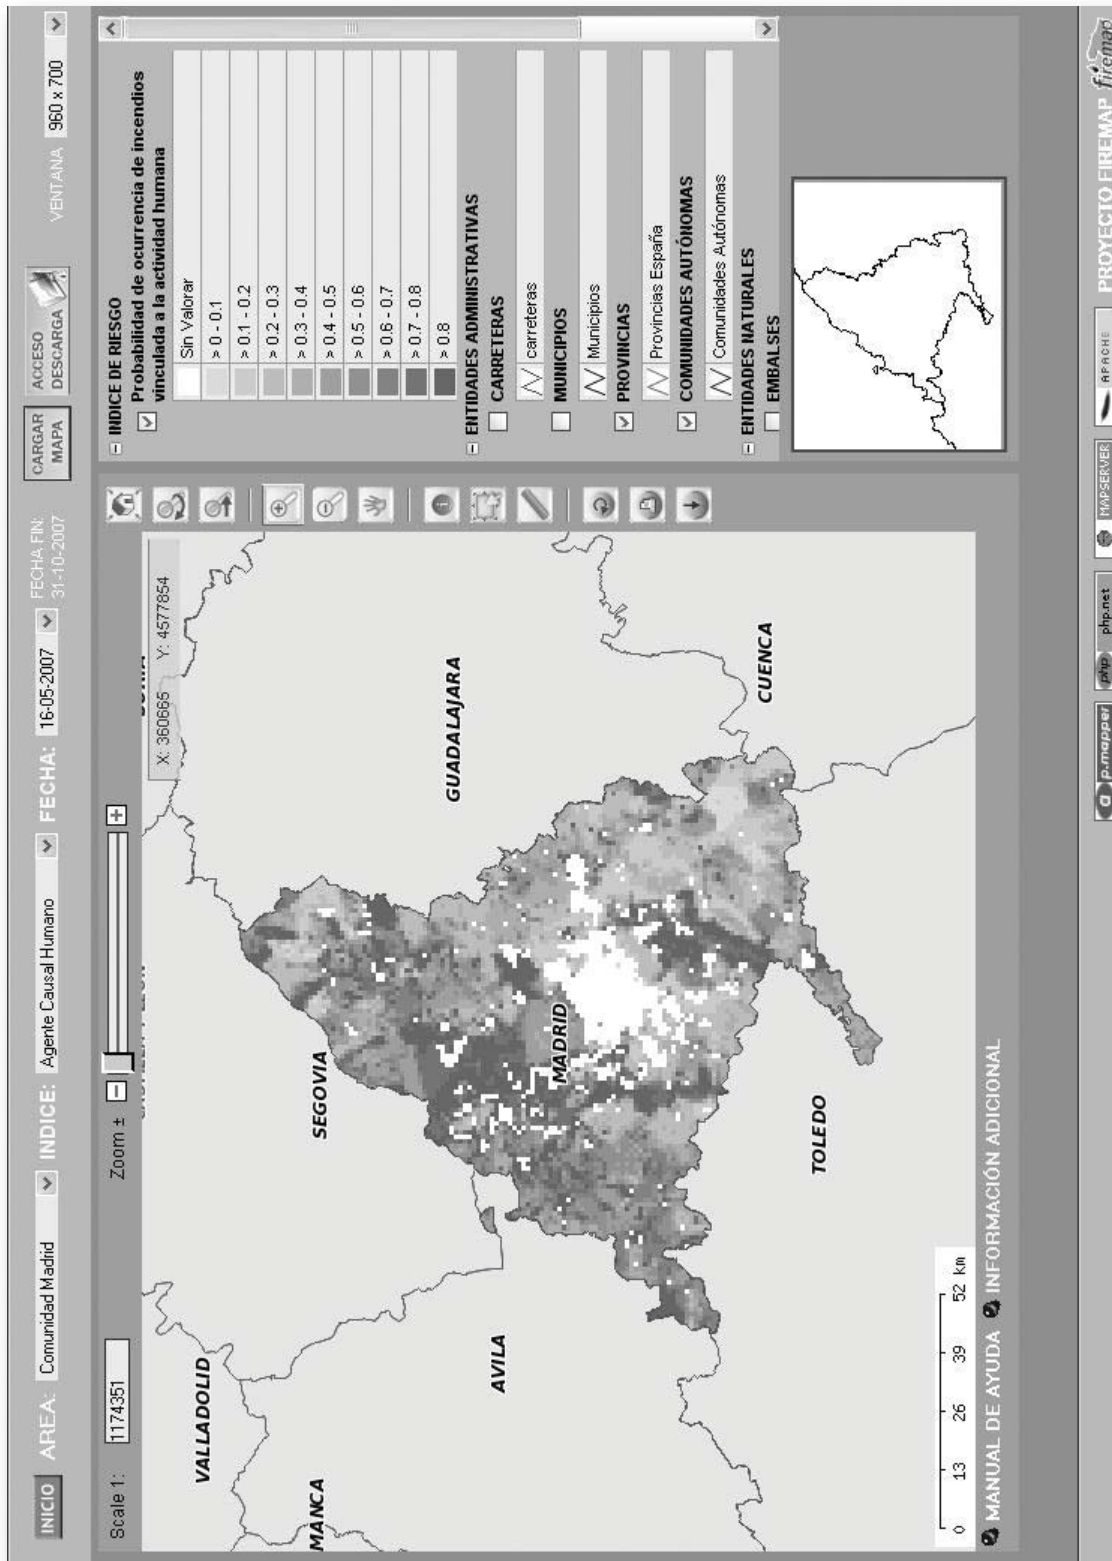 INICIO AREA: Comunidad Madrid INDICE: Agente Causal Humano FECHA: 16-05-2007 FECHA FIN: 31-10-2007 CARGAR MAPA ACCESO DESCARGA VENTANA 960 x 700
Scale 1: 1174351 Zoom ±
X: 360665 Y: 4577854
VALLADOLID
SEGOVIA
MANCA
GUADALAJARA
AVILA
MADRID
CUENCA
TOLEDO
0 13 26 39 52 km
MANUAL DE AYUDA INFORMACIÓN ADICIONAL
INDICE DE RIESGO
Probabilidad de ocurrencia de incendios
vinculada a la actividad humana
Sin Valorar
> 0 - 0.1
> 0.1 - 0.2
> 0.2 - 0.3
> 0.3 - 0.4
> 0.4 - 0.5
> 0.5 - 0.6
> 0.6 - 0.7
> 0.7 - 0.8
> 0.8
ENTIDADES ADMINISTRATIVAS
CARRETERAS
carreteras
MUNICIPIOS
Municipios
PROVINCIAS
Provincias España
COMUNIDADES AUTÓNOMAS
Comunidades Autónomas
ENTIDADES NATURALES
EMBALSES
p.mapper php php.net MAPSERVER APACHE PROYECTO FIREMAP firemap